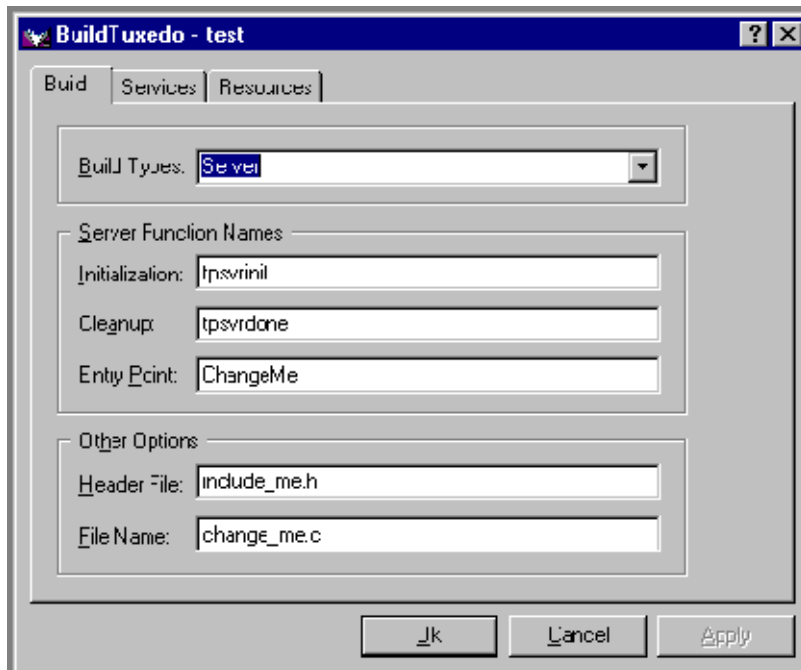 BuildTuxedo - test
Build Services Resources
Build Types: Server
Server Function Names
Initialization: tpsvrinit
Cleanup: tpsvrdone
Entry Point: ChangeMe
Other Options
Header File: include_me.h
File Name: change_me.c
Ok Cancel Apply